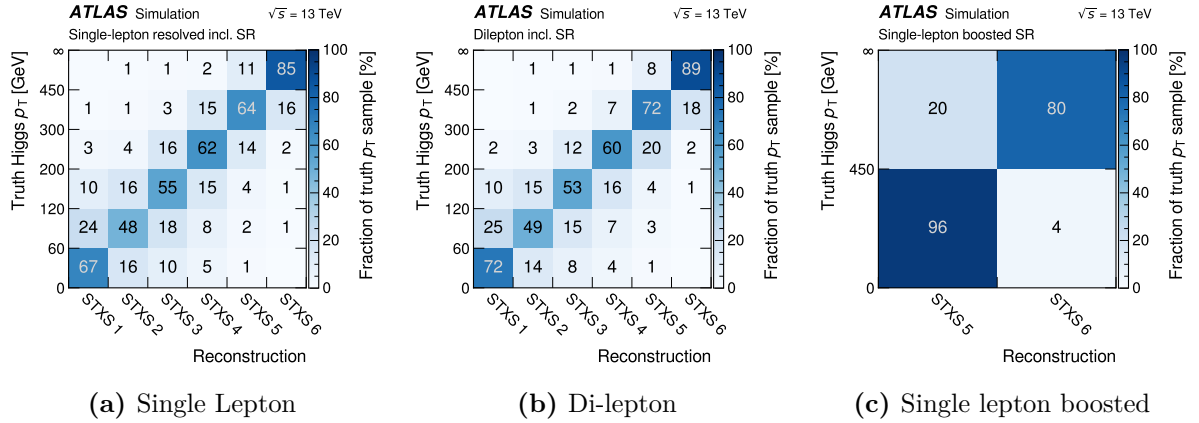 ATLAS Simulation √s = 13 TeV
Single-lepton resolved incl. SR
Truth Higgs pT [GeV]
∞
450
300
200
120
60
0
1 1 2 11 85
1 1 3 15 64 16
3 4 16 62 14 2
10 16 55 15 4 1
24 48 18 8 2 1
67 16 10 5 1
STXS 1 STXS 2 STXS 3 STXS 4 STXS 5 STXS 6
Reconstruction
100
80
60
40
20
0
Fraction of truth pT sample [%]
(a) Single Lepton
ATLAS Simulation √s = 13 TeV
Dilepton incl. SR
Truth Higgs pT [GeV]
∞
450
300
200
120
60
0
1 1 1 8 89
1 2 7 72 18
2 3 12 60 20 2
10 15 53 16 4 1
25 49 15 7 3
72 14 8 4 1
STXS 1 STXS 2 STXS 3 STXS 4 STXS 5 STXS 6
Reconstruction
100
80
60
40
20
0
Fraction of truth pT sample [%]
(b) Di-lepton
ATLAS Simulation √s = 13 TeV
Single-lepton boosted SR
Truth Higgs pT [GeV]
∞
450
0
20 80
96 4
STXS 5 STXS 6
Reconstruction
100
80
60
40
20
0
Fraction of truth pT sample [%]
(c) Single lepton boosted